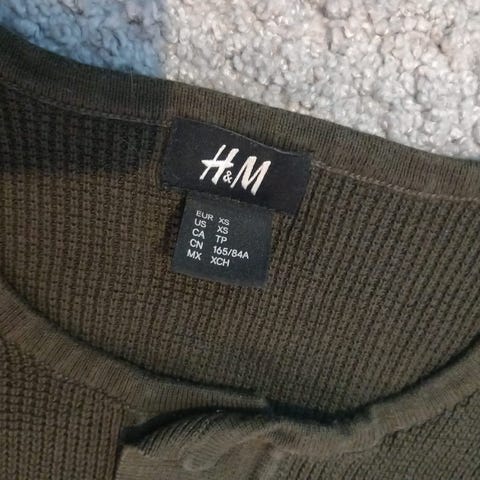 H&M
EUR XS
US XS
CA TP
CN 165/84A
MX XCH